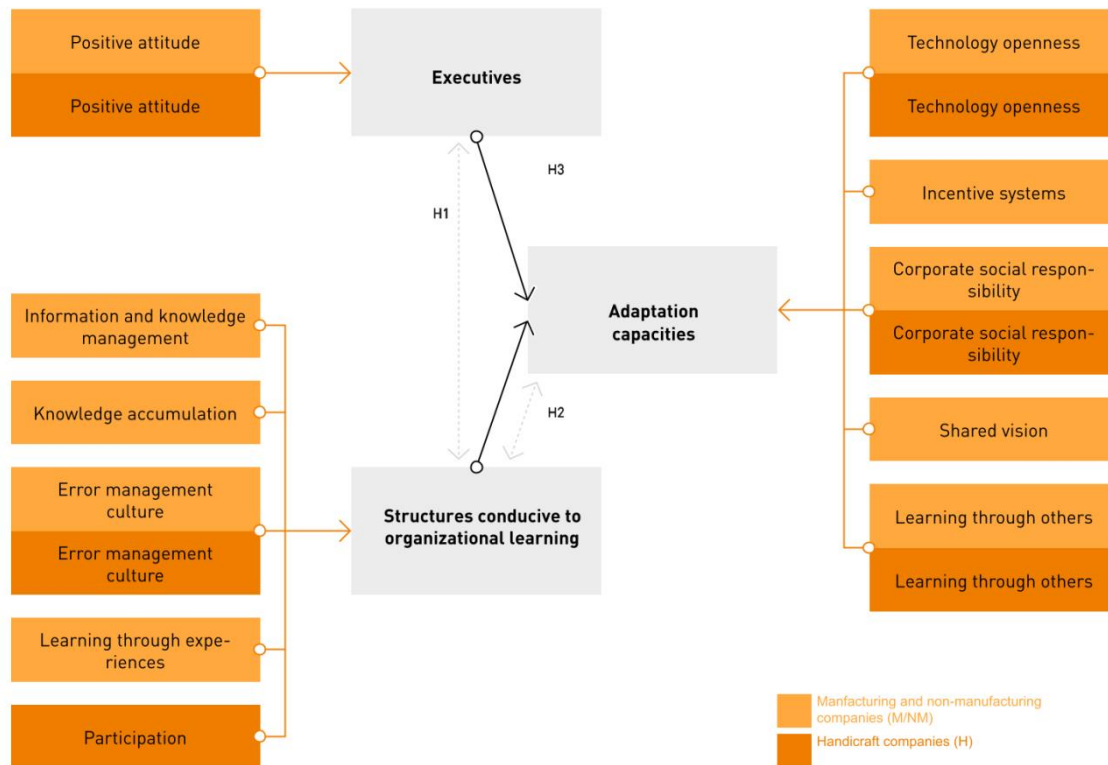 Positive attitude
Positive attitude
Executives
Technology openness
Technology openness
H3
H1
Incentive systems
Corporate social respon-
sibility
Corporate social respon-
sibility
Adaptation
capacities
Information and knowledge
management
Knowledge accumulation
H2
Shared vision
Error management
culture
Error management
culture
Structures conducive to
organizational learning
Learning through others
Learning through others
Learning through expe-
riences
Participation
Manfacturing and non-manufacturing
companies (M/NM)
Handicraft companies (H)